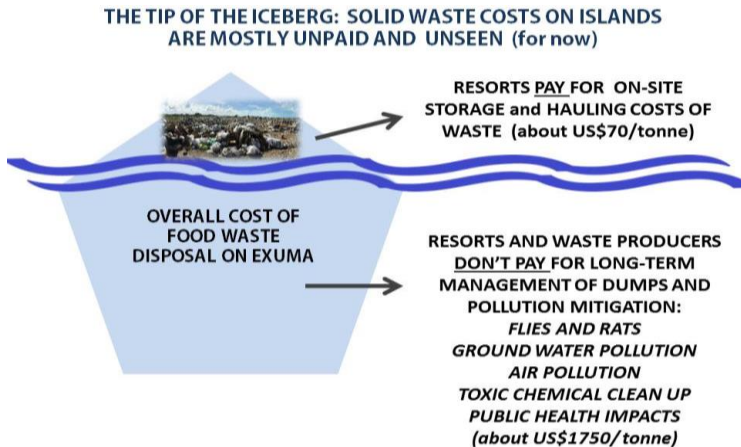 THE TIP OF THE ICEBERG: SOLID WASTE COSTS ON ISLANDS
ARE MOSTLY UNPAID AND UNSEEN (for now)
RESORTS PAY FOR ON-SITE
STORAGE and HAULING COSTS OF
WASTE (about US$70/tonne)
OVERALL COST OF
FOOD WASTE
DISPOSAL ON EXUMA
RESORTS AND WASTE PRODUCERS
DON'T PAY FOR LONG-TERM
MANAGEMENT OF DUMPS AND
POLLUTION MITIGATION:
FLIES AND RATS
GROUND WATER POLLUTION
AIR POLLUTION
TOXIC CHEMICAL CLEAN UP
PUBLIC HEALTH IMPACTS
(about US$1750/tonne)